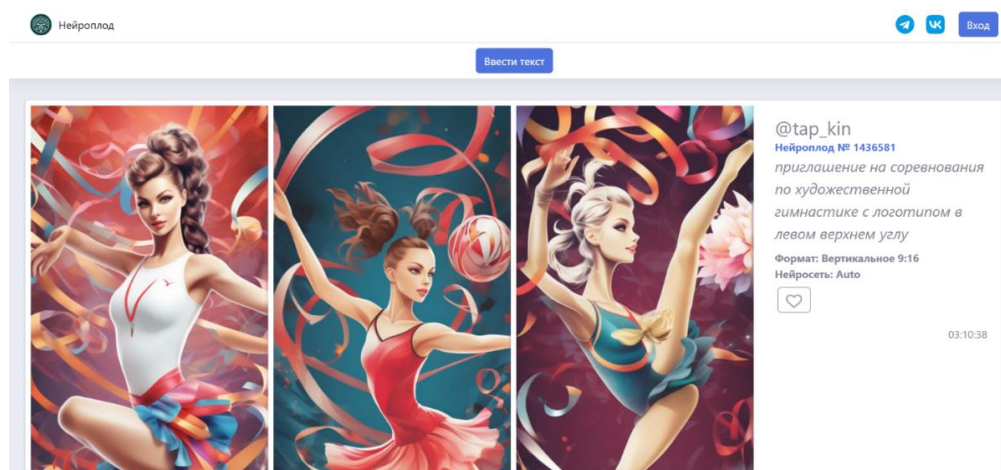 Нейроплод
Вход
Ввести текст
@tap_kin
Нейроплод № 1436581
приглашение на соревнования
по художественной
гимнастике с логотипом в
левом верхнем углу
Формат: Вертикальное 9:16
Нейросеть: Auto
03:10:38